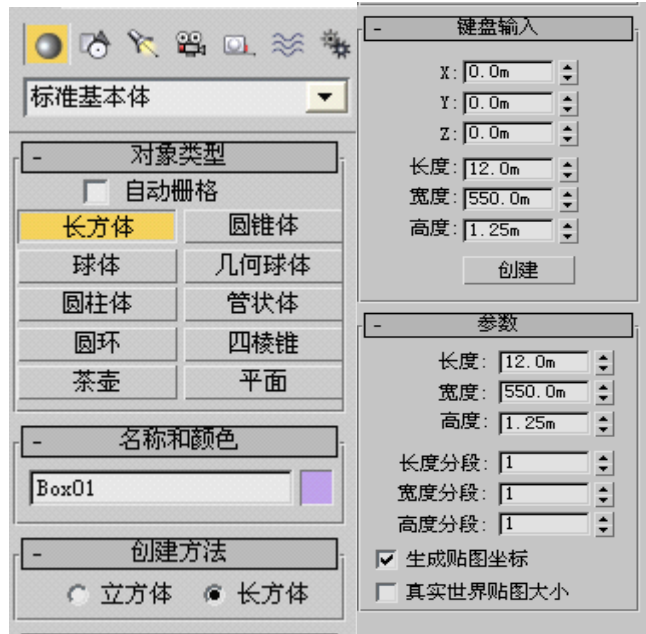 标准基本体
- 对象类型
自动栅格
长方体 圆锥体
球体 几何球体
圆柱体 管状体
圆环 四棱锥
茶壶 平面
- 名称和颜色
Box01
- 创建方法
立方体 长方体
- 键盘输入
X: 0.0m
Y: 0.0m
Z: 0.0m
长度: 12.0m
宽度: 550.0m
高度: 1.25m
创建
- 参数
长度: 12.0m
宽度: 550.0m
高度: 1.25m
长度分段: 1
宽度分段: 1
高度分段: 1
生成贴图坐标
真实世界贴图大小